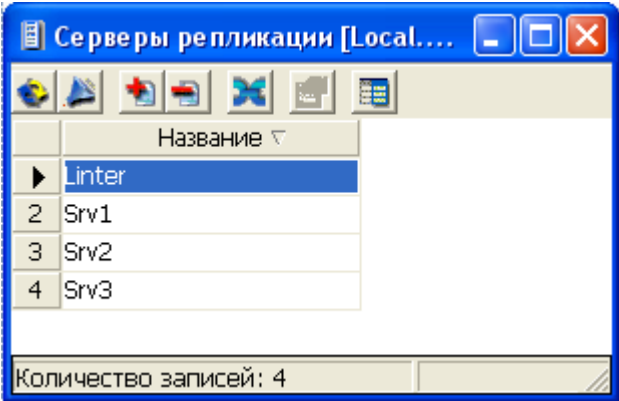 Серверы репликации [Local....
Название
Linter
2 Srv1
3 Srv2
4 Srv3
Количество записей: 4